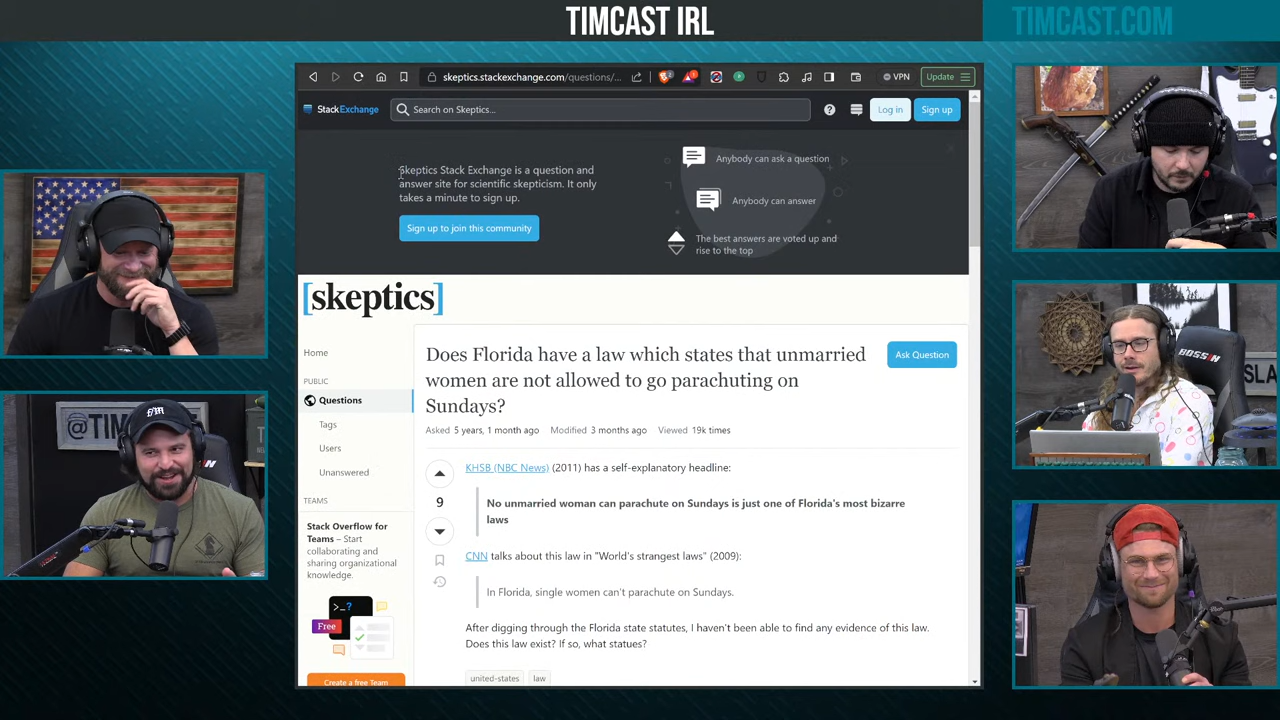 TIMCAST IRL
TIMCAST.COM
skeptics.stackexchange.com/questions/...
VPN
Update
StackExchange
Search on Skeptics...
Log in
Sign up
Skeptics Stack Exchange is a question and
answer site for scientific skepticism. It only
takes a minute to sign up.
Sign up to join this community
Anybody can ask a question
Anybody can answer
The best answers are voted up and
rise to the top
[skeptics]
Home
PUBLIC
Questions
Tags
Users
Unanswered
TEAMS
Stack Overflow for
Teams – Start
collaborating and
sharing organizational
knowledge.
>_?
Free
Create a free Team
Does Florida have a law which states that unmarried
women are not allowed to go parachuting on
Sundays?
Ask Question
Asked 5 years, 1 month ago Modified 3 months ago Viewed 19k times
9
KHSB (NBC News) (2011) has a self-explanatory headline:
No unmarried woman can parachute on Sundays is just one of Florida's most bizarre
laws
CNN talks about this law in "World's strangest laws" (2009):
In Florida, single women can't parachute on Sundays.
After digging through the Florida state statutes, I haven't been able to find any evidence of this law.
Does this law exist? If so, what statues?
united-states
law
@TIM
BOSSIN